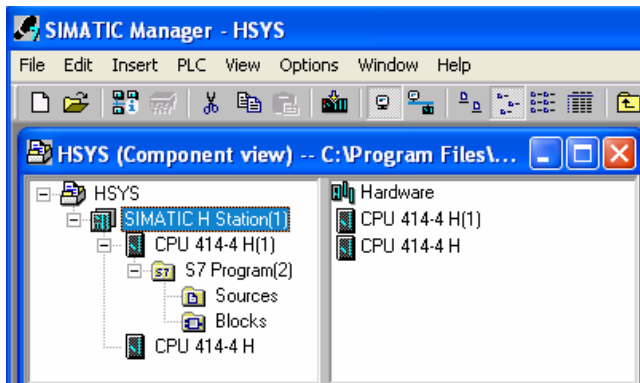 SIMATIC Manager - HSYS
File Edit Insert PLC View Options Window Help
HSYS (Component view) -- C:\Program Files\...
HSYS
SIMATIC H Station(1)
CPU 414-4 H(1)
S7 Program(2)
Sources
Blocks
CPU 414-4 H
Hardware
CPU 414-4 H(1)
CPU 414-4 H